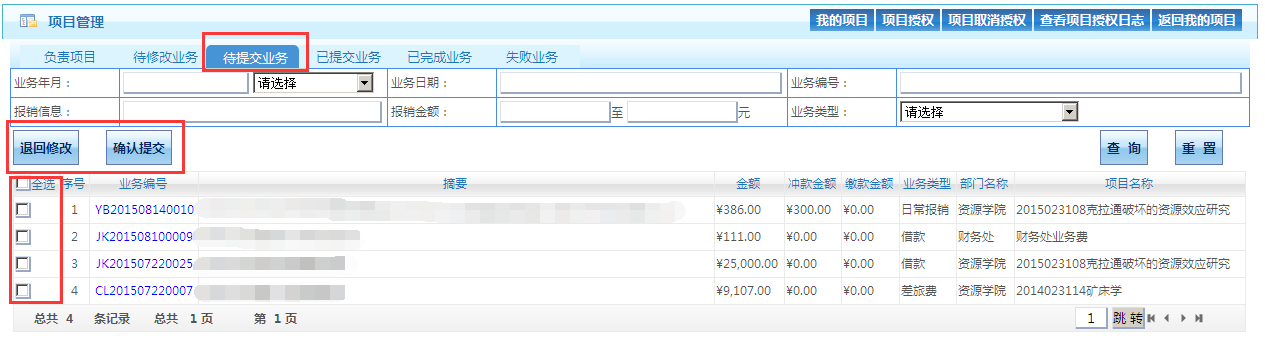 项目管理 我的项目 项目授权 项目取消授权 查看项目授权日志 返回我的项目
负责项目 待修改业务 待提交业务 已提交业务 已完成业务 失败业务
业务年月： 请选择 业务日期： 业务编号：
报销信息： 报销金额： 至 元 业务类型： 请选择
退回修改 确认提交 查 询 重 置
全选 序号 业务编号 摘要 金额 冲款金额 缴款金额 业务类型 部门名称 项目名称
1 YB201508140010 ¥386.00 ¥300.00 ¥0.00 日常报销 资源学院 2015023108克拉通破坏的资源效应研究
2 JK201508100009 ¥111.00 ¥0.00 ¥0.00 借款 财务处 财务处业务费
3 JK201507220025 ¥25,000.00 ¥0.00 ¥0.00 借款 资源学院 2015023108克拉通破坏的资源效应研究
4 CL201507220007 ¥9,107.00 ¥0.00 ¥0.00 差旅费 资源学院 2014023114矿床学
总共 4 条记录 总共 1 页 第 1 页 1 跳 转